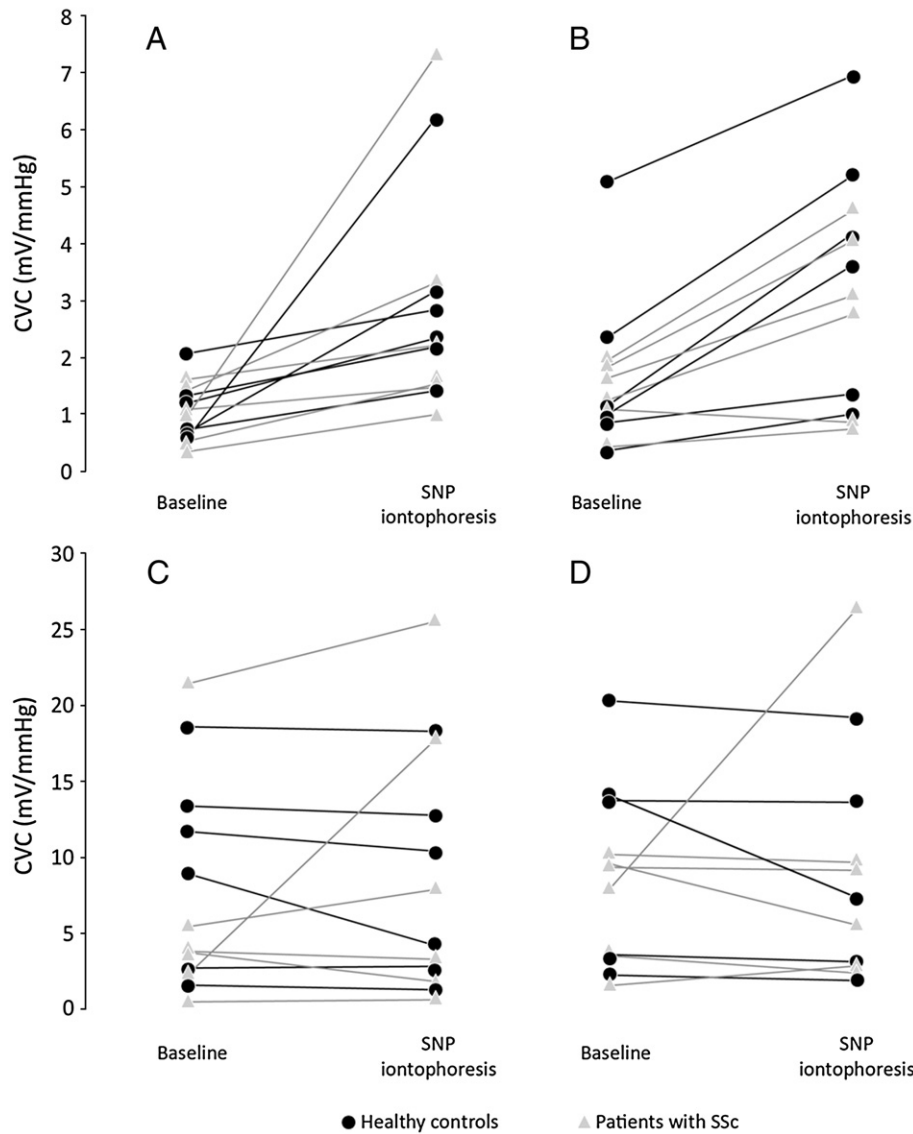 A
B
CVC (mV/mmHg)
8
7
6
5
4
3
2
1
0
Baseline
SNP
iontophoresis
Baseline
SNP
iontophoresis
C
D
CVC (mV/mmHg)
30
25
20
15
10
5
0
Baseline
SNP
iontophoresis
Baseline
SNP
iontophoresis
Healthy controls
Patients with SSc